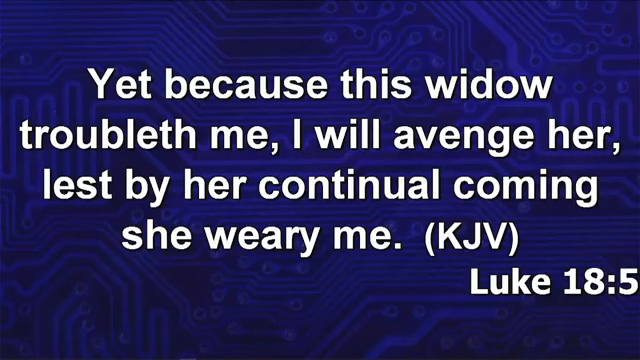 Yet because this widow
troubleth me, I will avenge her,
lest by her continual coming
she weary me. (KJV)
Luke 18:5